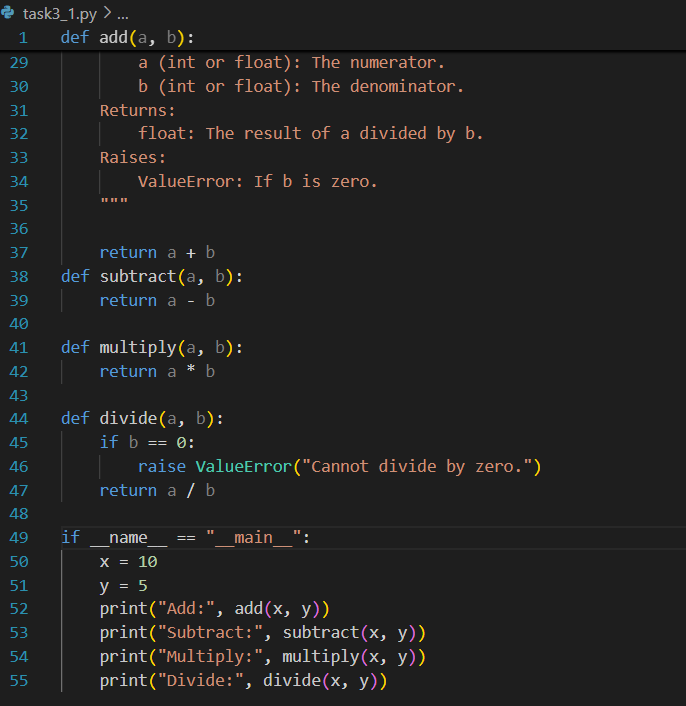 task3_1.py > ...
1 def add(a, b):
29 a (int or float): The numerator.
30 b (int or float): The denominator.
31 Returns:
32 float: The result of a divided by b.
33 Raises:
34 ValueError: If b is zero.
35 """
36
37 return a + b
38 def subtract(a, b):
39 return a - b
40
41 def multiply(a, b):
42 return a * b
43
44 def divide(a, b):
45 if b == 0:
46 raise ValueError("Cannot divide by zero.")
47 return a / b
48
49 if __name__ == "__main__":
50 x = 10
51 y = 5
52 print("Add:", add(x, y))
53 print("Subtract:", subtract(x, y))
54 print("Multiply:", multiply(x, y))
55 print("Divide:", divide(x, y))